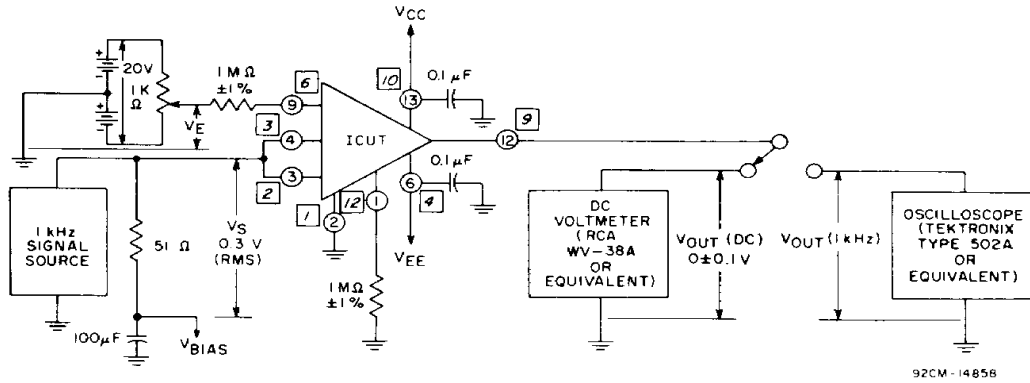 VCC
20V
1 K
Ω
VE
1 MΩ
±1%
6
9
3
4
2
3
ICUT
10
13
0.1 μF
9
12
0.1 μF
6
4
VEE
1
2
12
1
1 MΩ
±1%
1 kHz
SIGNAL
SOURCE
51 Ω
VS
0.3 V
(RMS)
100μF
VBIAS
DC
VOLTMETER
(RCA
WV-38A
OR
EQUIVALENT)
VOUT (DC)
0±0.1V
VOUT (1 kHz)
OSCILLOSCOPE
(TEKTRONIX
TYPE 502A
OR
EQUIVALENT)
92CM-14858